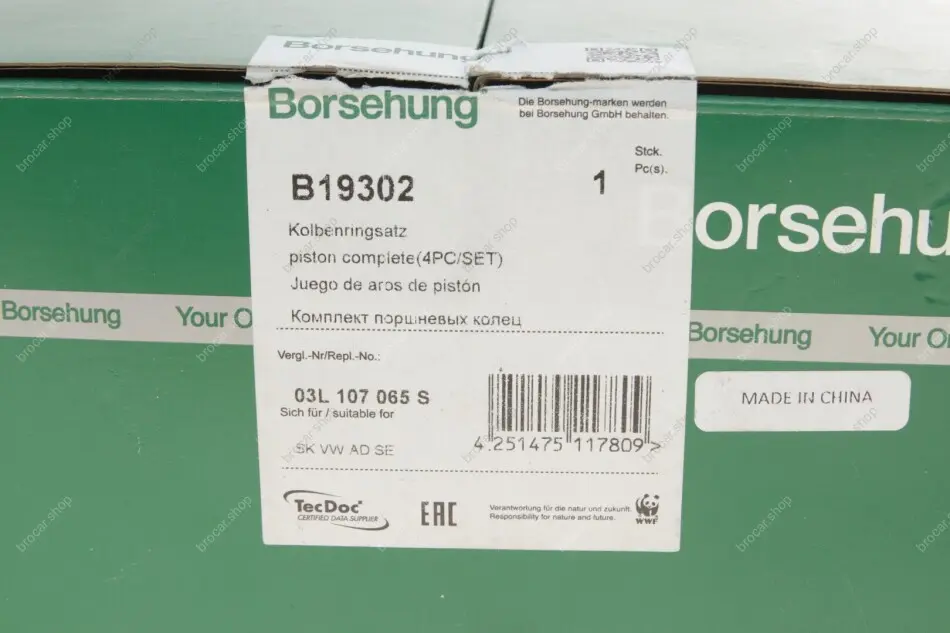 Borsehung
Borsehung
Die Borsehung-marken werden
bei Borsehung GmbH behalten.
Stck.
Pc(s).
B19302
1
Kolbenringsatz
piston complete(4PC/SET)
Juego de aros de pistón
Комплект поршневых колец
Vergl.-Nr/Repl.-No.:
03L 107 065 S
Sich für / suitable for
SK VW AD SE
4 251475 117809 >
TecDoc
CERTIFIED DATA SUPPLIER
EAC
Verantwortung für die natur und zukunft.
Responsibility for nature and future.
WWF
Borsehu
Borsehung
Your O
Borsehung
Your O
MADE IN CHINA
brocar.shop